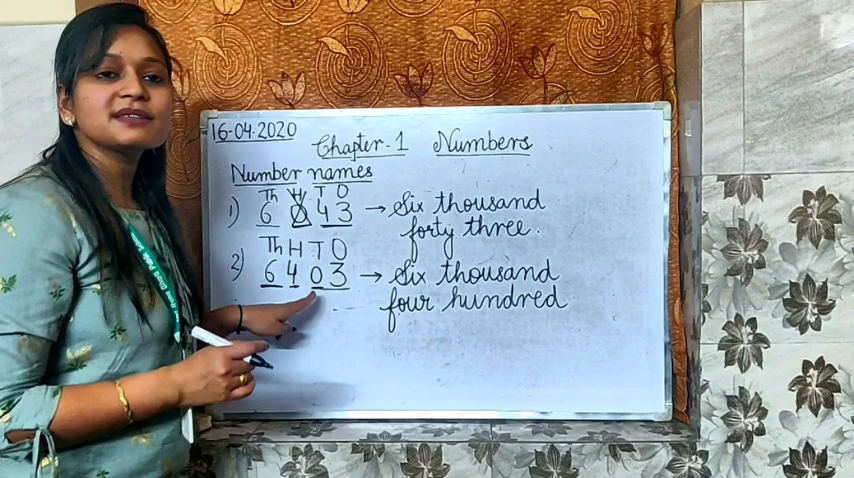 16-04-2020
Chapter-1 Numbers
Number names
Th H T O
1) 6 0 4 3 → Six thousand
forty three.
Th H T O
2) 6 4 0 3 → Six thousand
four hundred